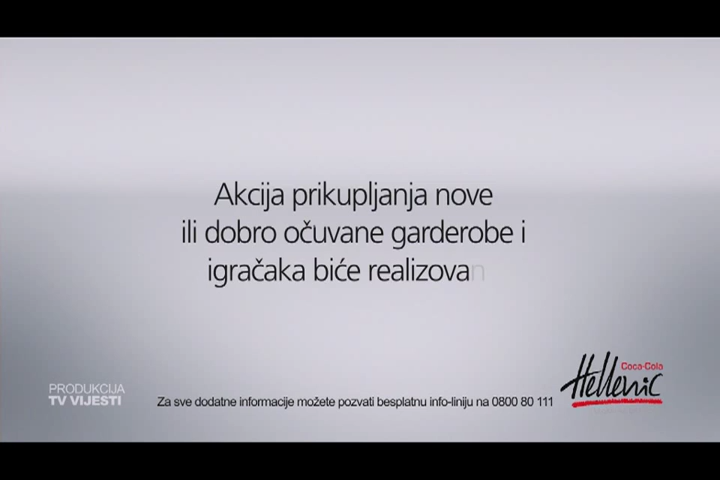 Akcija prikupljanja nove
ili dobro očuvane garderobe i
igračaka biće realizovan
PRODUKCIJA
TV VIJESTI
Za sve dodatne informacije možete pozvati besplatnu info-liniju na 0800 80 111
Coca-Cola
Hellenic